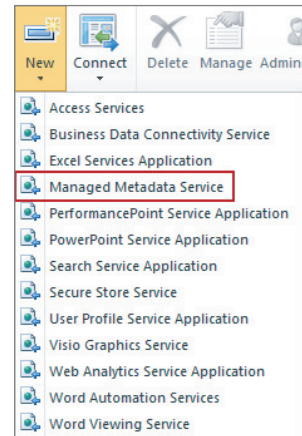 New Connect Delete Manage Admin
Access Services
Business Data Connectivity Service
Excel Services Application
Managed Metadata Service
PerformancePoint Service Application
PowerPoint Service Application
Search Service Application
Secure Store Service
User Profile Service Application
Visio Graphics Service
Web Analytics Service Application
Word Automation Services
Word Viewing Service